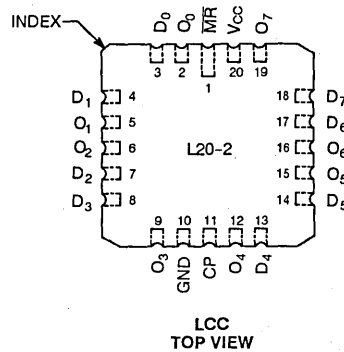 INDEX
D0 O0 MR VCC O7
3 2 20 19
1
D1 4 18 D7
O1 5 17 D6
O2 6 L20-2 16 O6
D2 7 15 O5
D3 8 14 D5
9 10 11 12 13
O3 GND CP O4 D4
LCC
TOP VIEW